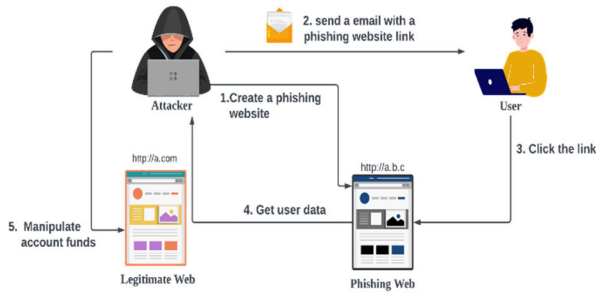 2. send a email with a
phishing website link
Attacker
User
1.Create a phishing
website
3. Click the link
http://a.com
http://a.b.c
4. Get user data
5. Manipulate
account funds
Legitimate Web
Phishing Web